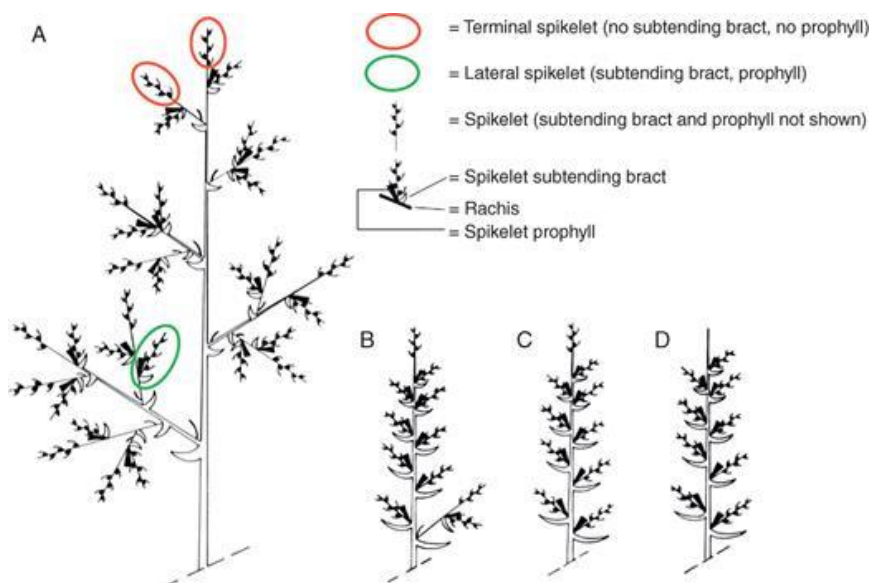 A
= Terminal spikelet (no subtending bract, no prophyll)
= Lateral spikelet (subtending bract, prophyll)
= Spikelet (subtending bract and prophyll not shown)
= Spikelet subtending bract
= Rachis
= Spikelet prophyll
B
C
D